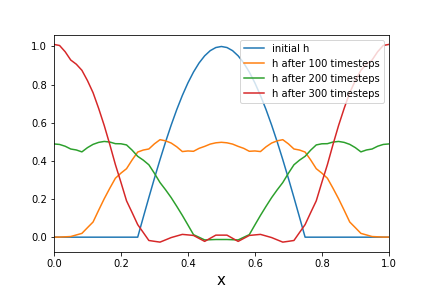 initial h
h after 100 timesteps
h after 200 timesteps
h after 300 timesteps
1.0
0.8
0.6
0.4
0.2
0.0
0.0 0.2 0.4 0.6 0.8 1.0
x